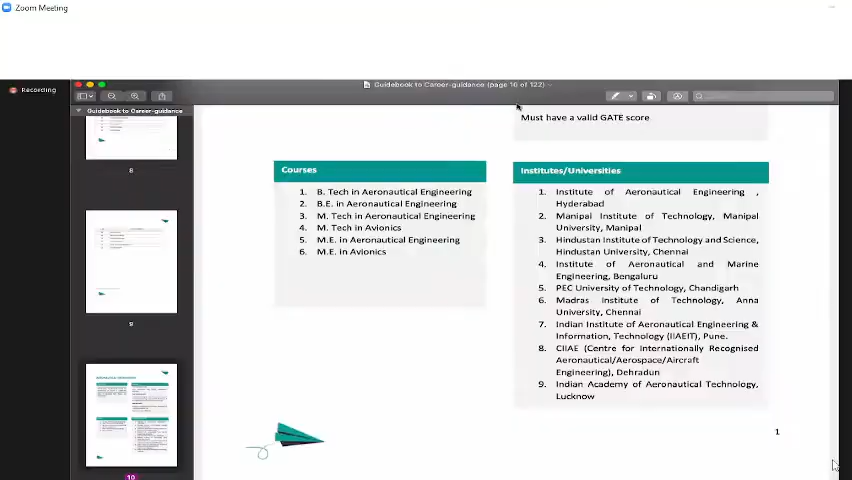 Zoom Meeting
Recording
Guidebook to Career-guidance (page 10 of 122)
Guidebook to Career-guidance
8
9
10
Must have a valid GATE score
Courses
1. B. Tech in Aeronautical Engineering
2. B.E. in Aeronautical Engineering
3. M. Tech in Aeronautical Engineering
4. M. Tech in Avionics
5. M.E. in Aeronautical Engineering
6. M.E. in Avionics
Institutes/Universities
1. Institute of Aeronautical Engineering ,
Hyderabad
2. Manipal Institute of Technology, Manipal
University, Manipal
3. Hindustan Institute of Technology and Science,
Hindustan University, Chennai
4. Institute of Aeronautical and Marine
Engineering, Bengaluru
5. PEC University of Technology, Chandigarh
6. Madras Institute of Technology, Anna
University, Chennai
7. Indian Institute of Aeronautical Engineering &
Information, Technology (IIAEIT), Pune.
8. CIIAE (Centre for Internationally Recognised
Aeronautical/Aerospace/Aircraft
Engineering), Dehradun
9. Indian Academy of Aeronautical Technology,
Lucknow
1